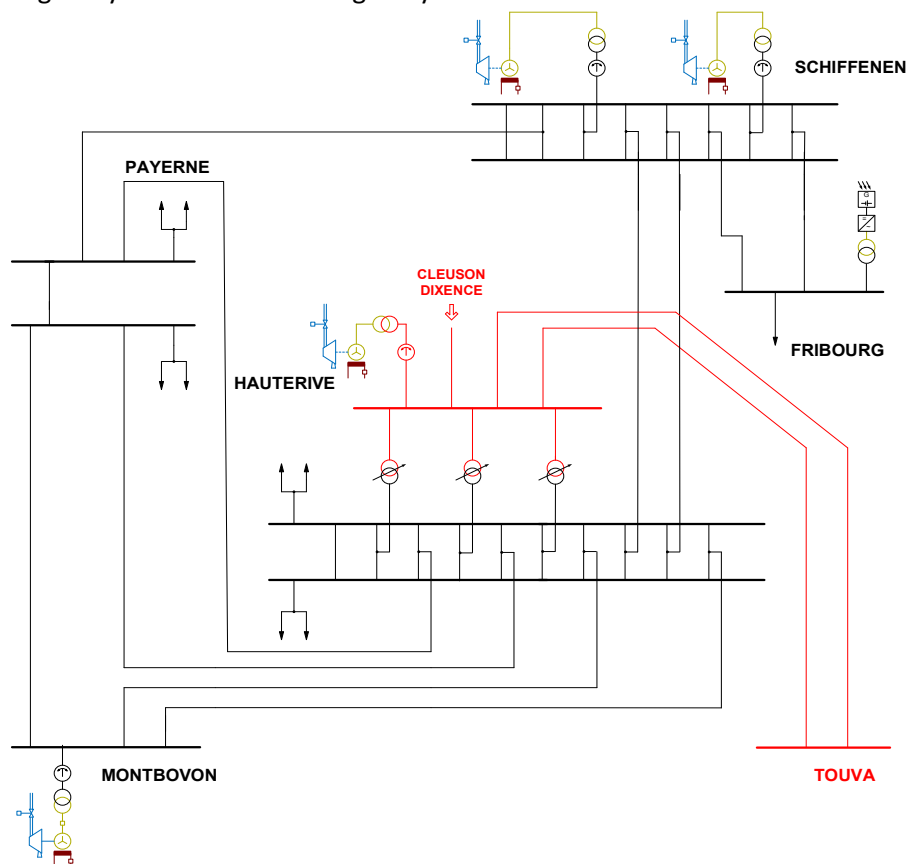 SCHIFFENEN
PAYERNE
G
CLEUSON
DIXENCE
FRIBOURG
HAUTERIVE
MONTBOVON
TOUVA